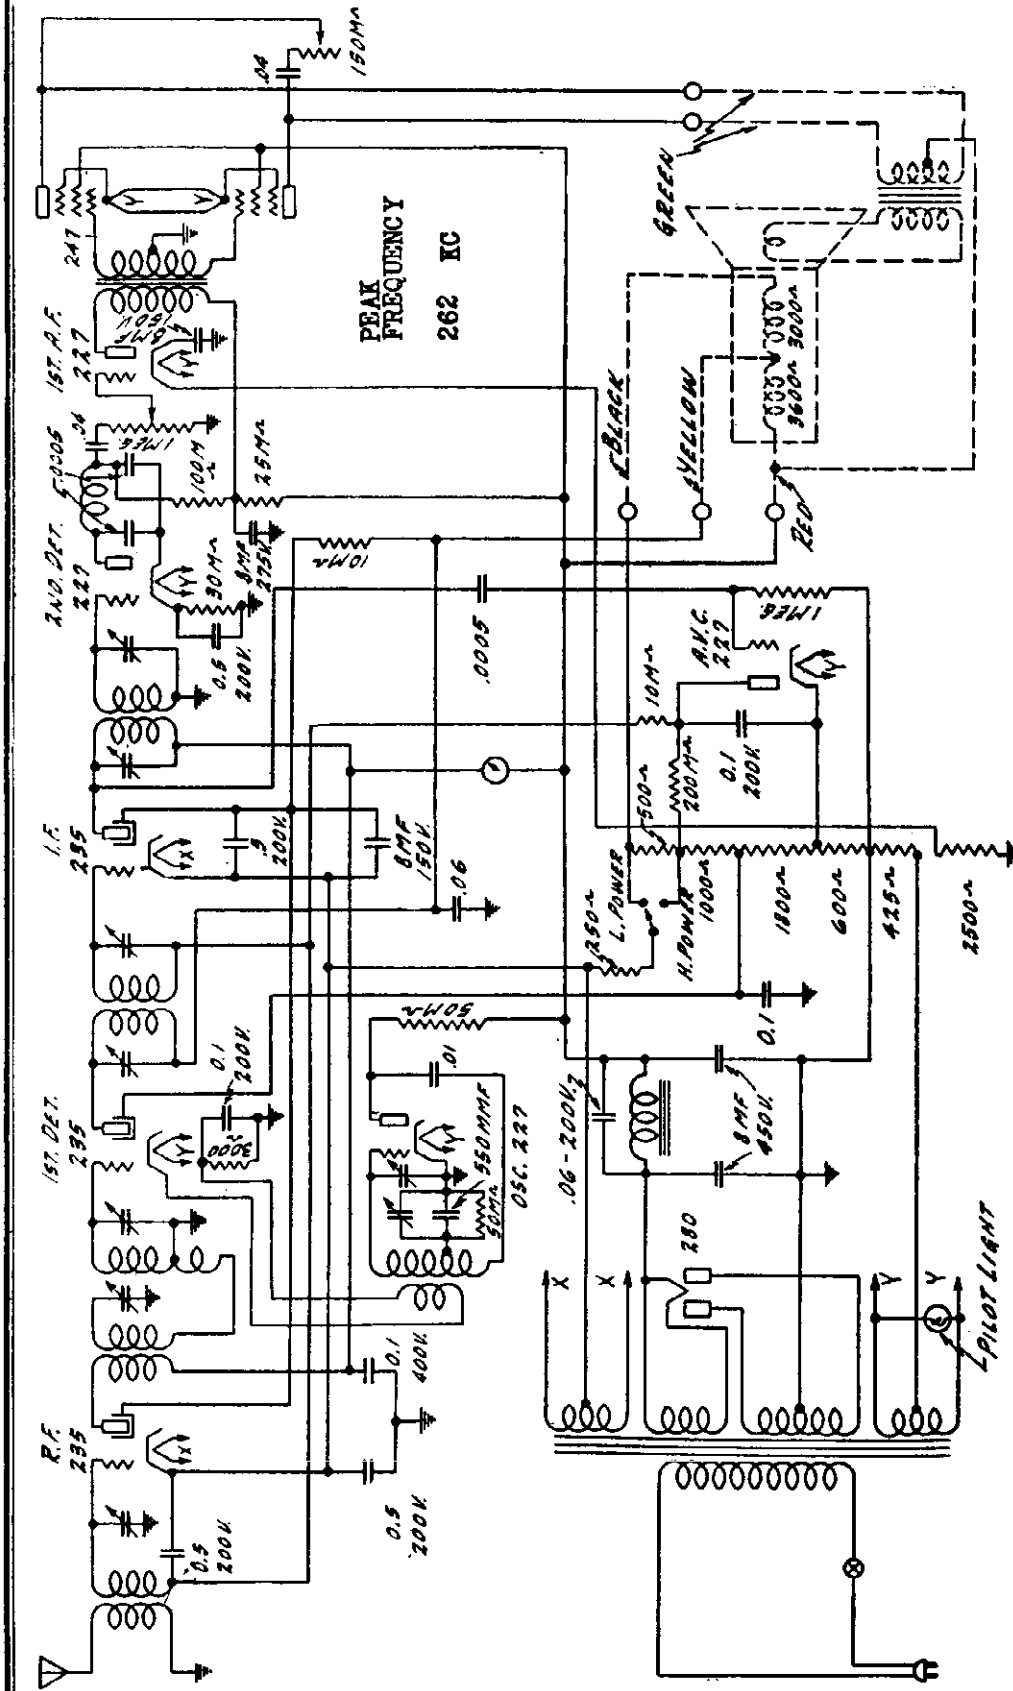 R.F.
235
1ST. DET.
235
I.F.
235
2ND. DET.
227
.0005
.06
1ST. A.F.
227
247
.04
150MΩ
0.5
200V.
0.5
200V.
0.1
400V.
3000
0.1
200V.
.5
200V.
8MF
150V.
.06
0.5
200V.
30MΩ
8MF
275V.
100M
Ω
25MΩ
1MEG
8MF
150V
Y
Y
X
Y
X
Y
Y
PEAK
FREQUENCY
262 KC
OSC. 227
Y
550MMF
50MΩ
.01
50MΩ
10MΩ
.0005
10MΩ
A.V.C.
227
Y
1MEG.
0.1
200V.
200MΩ
500Ω
L.POWER
H.POWER
250Ω
1000Ω
1800Ω
600Ω
425Ω
2500Ω
0.1
.06-200V.
8MF
450V.
280
X
X
Y
Y
PILOT LIGHT
BLACK
YELLOW
RED
GREEN
3600Ω
3000Ω